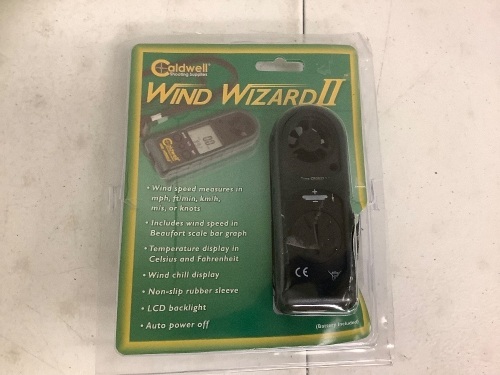 Caldwell
Shooting Supplies
WIND WIZARD II
• Wind speed measures in
mph, ft/min, km/h,
m/s, or knots
• Includes wind speed in
Beaufort scale bar graph
• Temperature display in
Celsius and Fahrenheit
• Wind chill display
• Non-slip rubber sleeve
• LCD backlight
• Auto power off
CE
(Battery included)